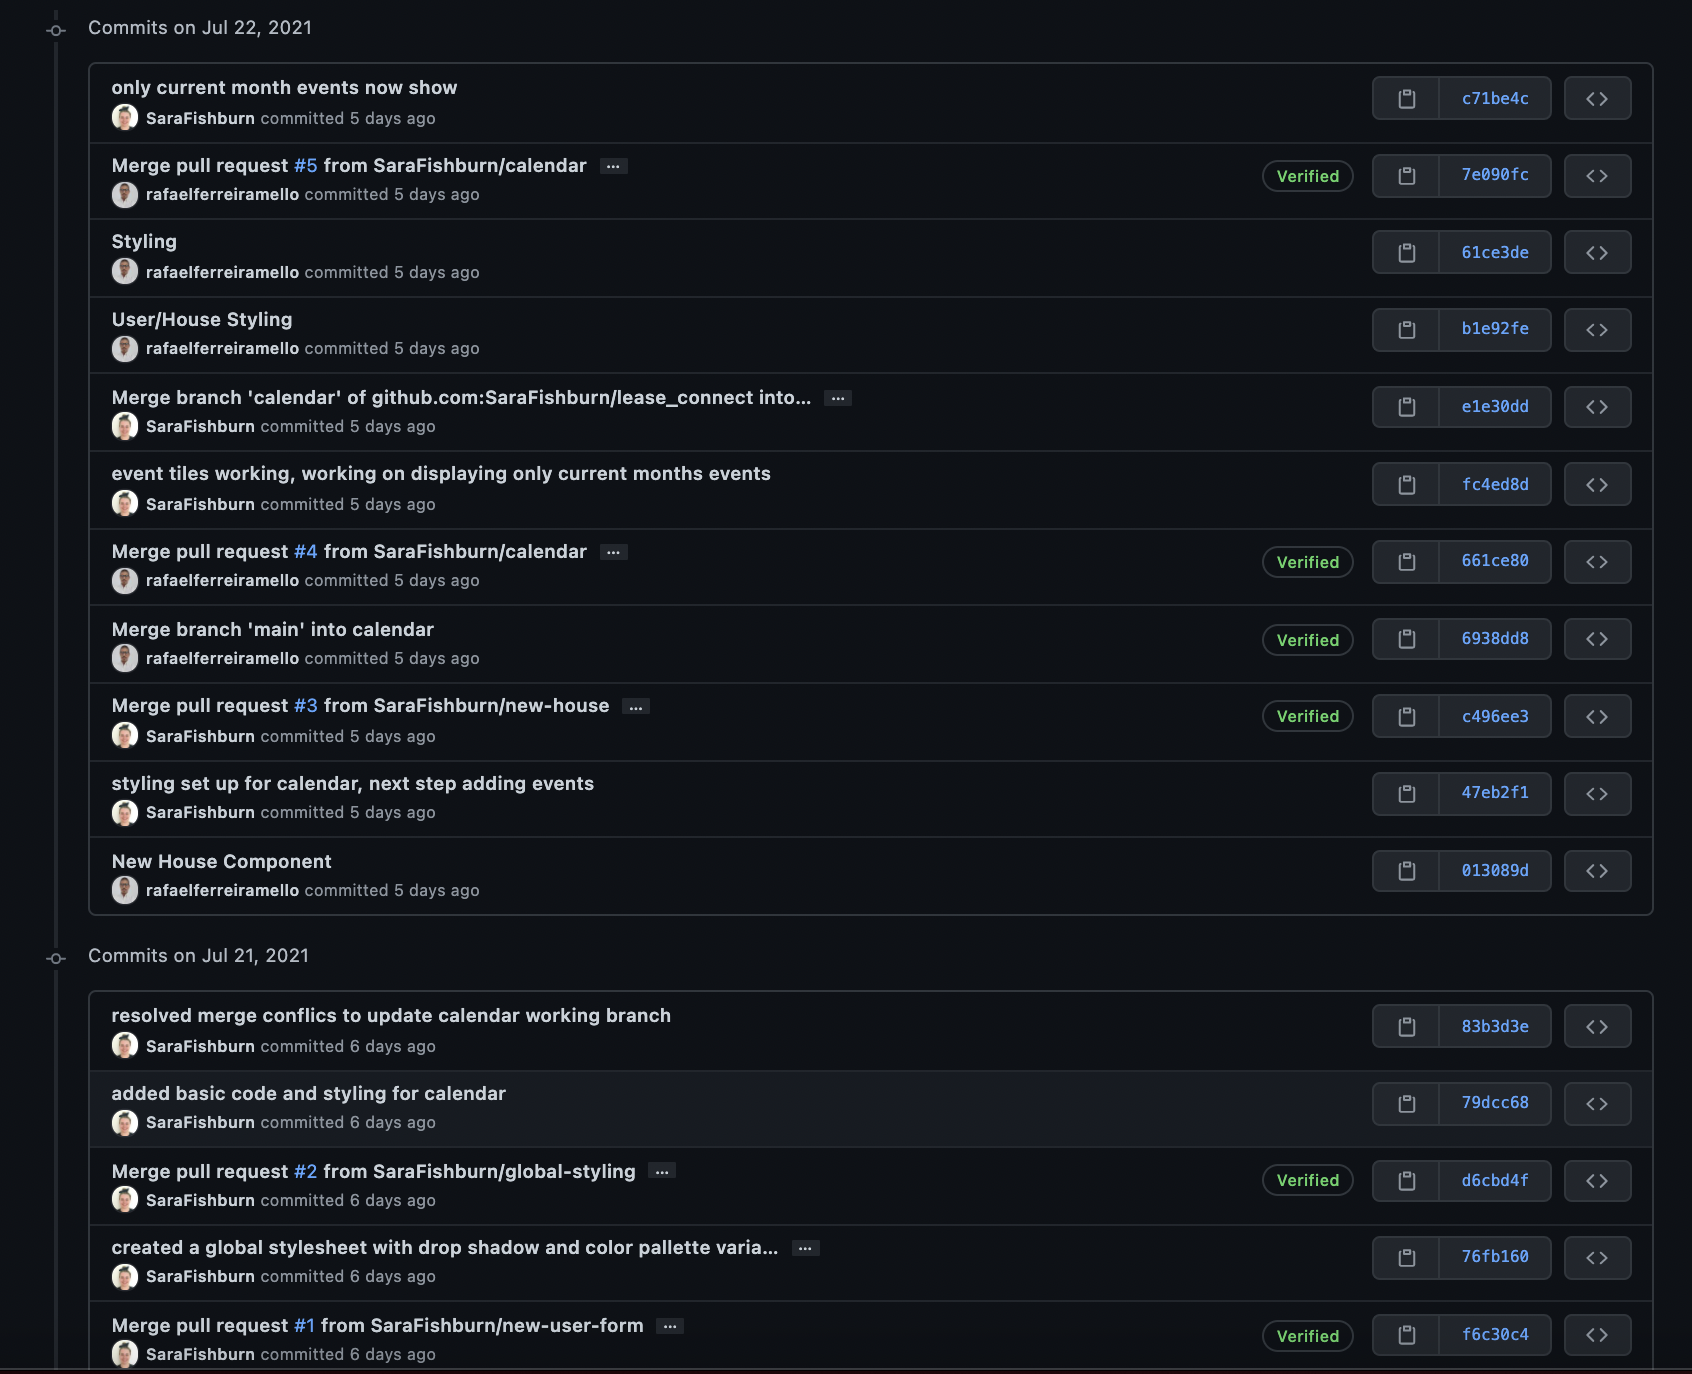 Commits on Jul 22, 2021
only current month events now show
SaraFishburn committed 5 days ago
c71be4c
Merge pull request #5 from SaraFishburn/calendar ...
rafaelferreiramello committed 5 days ago
Verified
7e090fc
Styling
rafaelferreiramello committed 5 days ago
61ce3de
User/House Styling
rafaelferreiramello committed 5 days ago
b1e92fe
Merge branch 'calendar' of github.com:SaraFishburn/lease_connect into... ...
SaraFishburn committed 5 days ago
e1e30dd
event tiles working, working on displaying only current months events
SaraFishburn committed 5 days ago
fc4ed8d
Merge pull request #4 from SaraFishburn/calendar ...
rafaelferreiramello committed 5 days ago
Verified
661ce80
Merge branch 'main' into calendar
rafaelferreiramello committed 5 days ago
Verified
6938dd8
Merge pull request #3 from SaraFishburn/new-house ...
SaraFishburn committed 5 days ago
Verified
c496ee3
styling set up for calendar, next step adding events
SaraFishburn committed 5 days ago
47eb2f1
New House Component
rafaelferreiramello committed 5 days ago
013089d
Commits on Jul 21, 2021
resolved merge conflics to update calendar working branch
SaraFishburn committed 6 days ago
83b3d3e
added basic code and styling for calendar
SaraFishburn committed 6 days ago
79dcc68
Merge pull request #2 from SaraFishburn/global-styling ...
SaraFishburn committed 6 days ago
Verified
d6cbd4f
created a global stylesheet with drop shadow and color pallette varia... ...
SaraFishburn committed 6 days ago
76fb160
Merge pull request #1 from SaraFishburn/new-user-form ...
SaraFishburn committed 6 days ago
Verified
f6c30c4